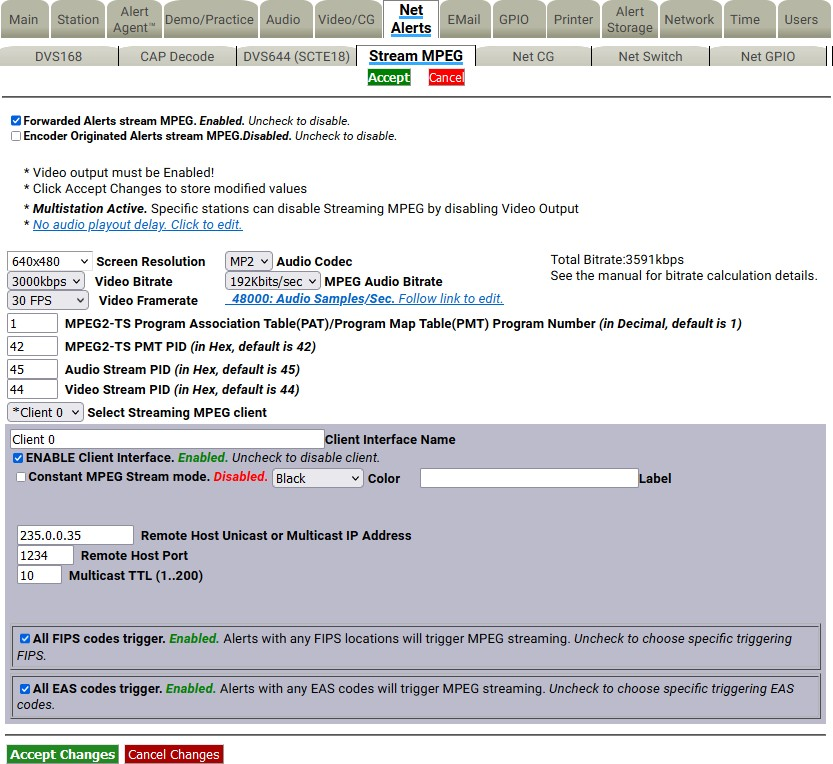 Main Station Alert Agent™ Demo/Practice Audio Video/CG Net Alerts EMail GPIO Printer Alert Storage Network Time Users
DVS168 CAP Decode DVS644 (SCTE18) Stream MPEG Net CG Net Switch Net GPIO
Accept Cancel
Forwarded Alerts stream MPEG. Enabled. Uncheck to disable.
Encoder Originated Alerts stream MPEG.Disabled. Uncheck to disable.
* Video output must be Enabled!
* Click Accept Changes to store modified values
* Multistation Active. Specific stations can disable Streaming MPEG by disabling Video Output
* No audio playout delay. Click to edit.
640x480 Screen Resolution MP2 Audio Codec Total Bitrate:3591kbps
3000kbps Video Bitrate 192Kbits/sec MPEG Audio Bitrate See the manual for bitrate calculation details.
30 FPS Video Framerate 48000: Audio Samples/Sec. Follow link to edit.
1 MPEG2-TS Program Association Table(PAT)/Program Map Table(PMT) Program Number (in Decimal, default is 1)
42 MPEG2-TS PMT PID (in Hex, default is 42)
45 Audio Stream PID (in Hex, default is 45)
44 Video Stream PID (in Hex, default is 44)
*Client 0 Select Streaming MPEG client
Client 0 Client Interface Name
ENABLE Client Interface. Enabled. Uncheck to disable client.
Constant MPEG Stream mode. Disabled. Black Color Label
235.0.0.35 Remote Host Unicast or Multicast IP Address
1234 Remote Host Port
10 Multicast TTL (1..200)
All FIPS codes trigger. Enabled. Alerts with any FIPS locations will trigger MPEG streaming. Uncheck to choose specific triggering
FIPS.
All EAS codes trigger. Enabled. Alerts with any EAS codes will trigger MPEG streaming. Uncheck to choose specific triggering EAS
codes.
Accept Changes Cancel Changes